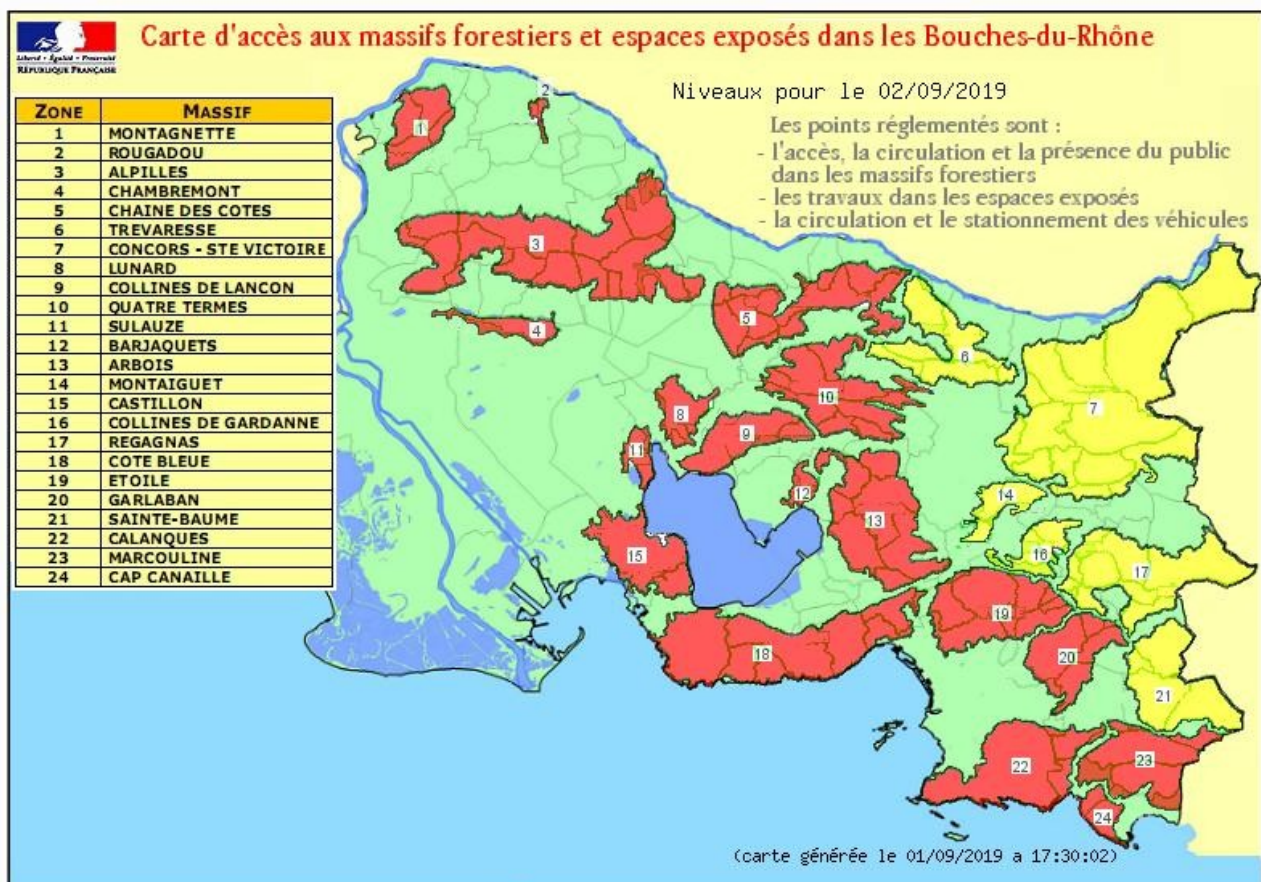 Carte d'accès aux massifs forestiers et espaces exposés dans les Bouches-du-Rhône
Liberté • Égalité • Fraternité
RÉPUBLIQUE FRANÇAISE
Niveaux pour le 02/09/2019
Les points réglementés sont :
- l'accès, la circulation et la présence du public
dans les massifs forestiers
- les travaux dans les espaces exposés
- la circulation et le stationnement des véhicules
ZONE MASSIF
1 MONTAGNETTE
2 ROUGADOU
3 ALPILLES
4 CHAMBREMONT
5 CHAINE DES COTES
6 TREVARESSE
7 CONCORS - STE VICTOIRE
8 LUNARD
9 COLLINES DE LANCON
10 QUATRE TERMES
11 SULAUZE
12 BARJAQUETS
13 ARBOIS
14 MONTAIGUET
15 CASTILLON
16 COLLINES DE GARDANNE
17 REGAGNAS
18 COTE BLEUE
19 ETOILE
20 GARLABAN
21 SAINTE-BAUME
22 CALANQUES
23 MARCOULINE
24 CAP CANAILLE
2
1
3
5
4
6
10
7
8
9
11
12
14
13
15
16
17
19
18
20
21
22
23
24
(carte générée le 01/09/2019 a 17:30:02)